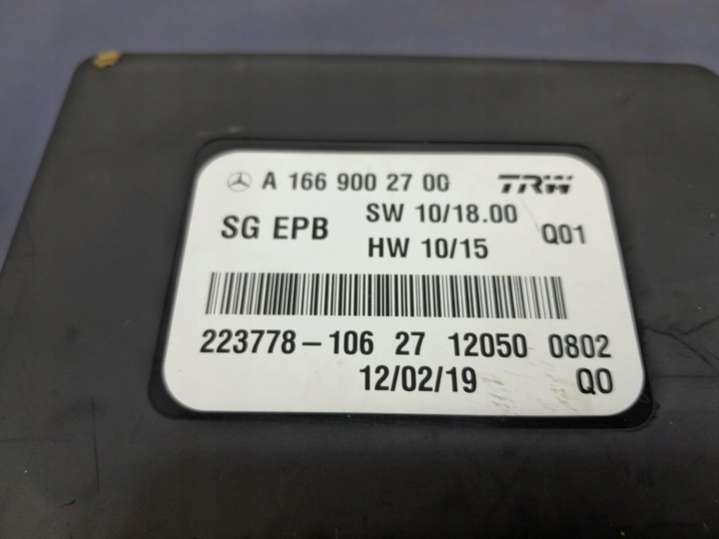 A 166 900 27 00 TRW
SG EPB SW 10/18.00 Q01
HW 10/15
223778-106 27 12050 0802
12/02/19 QO